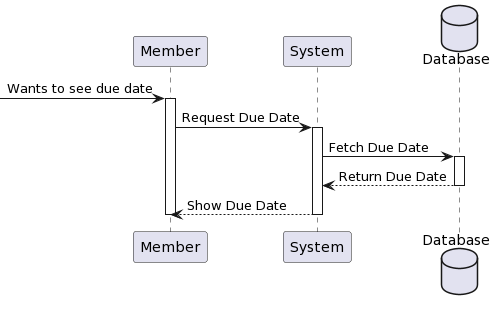 Database
Member
System
Wants to see due date
Request Due Date
Fetch Due Date
Return Due Date
Show Due Date
Member
System
Database